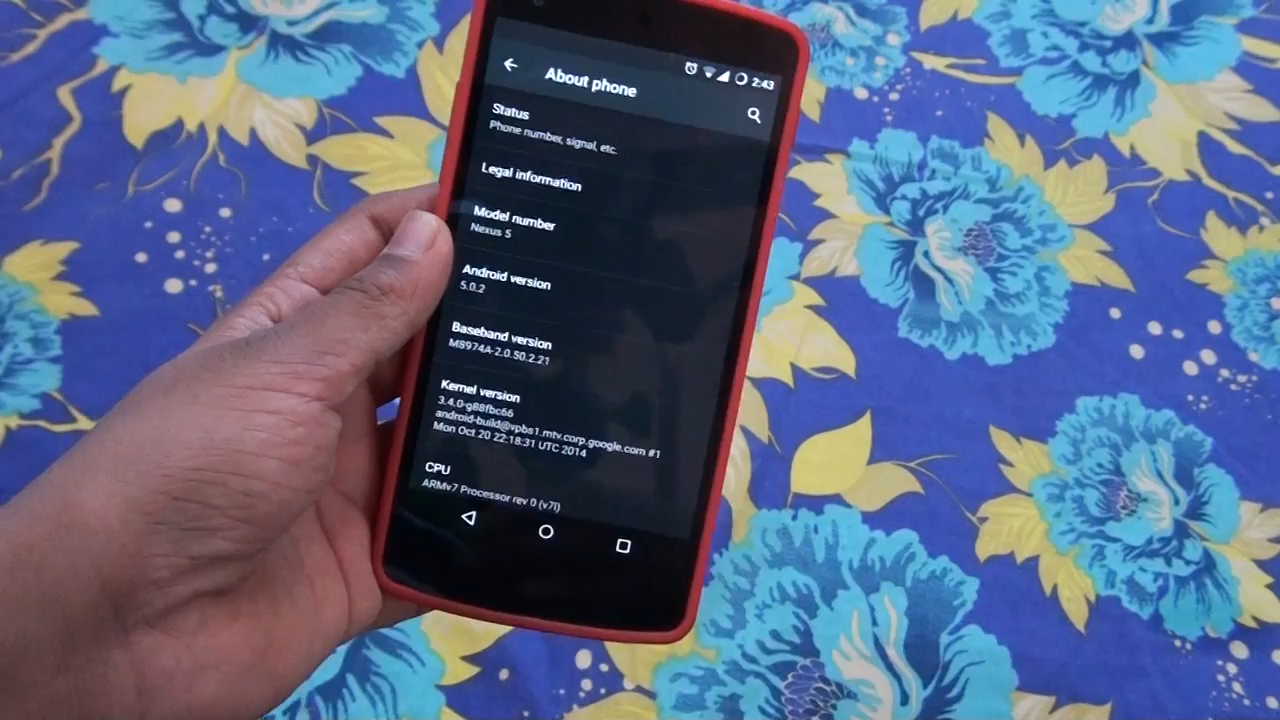 2:43
About phone
Status
Phone number, signal, etc.
Legal information
Model number
Nexus 5
Android version
5.0.2
Baseband version
M8974A-2.0.50.2.21
Kernel version
3.4.0-g88fbc66
android-build@vpbs1.mtv.corp.google.com #1
Mon Oct 20 22:18:31 UTC 2014
CPU
ARMv7 Processor rev 0 (v7l)